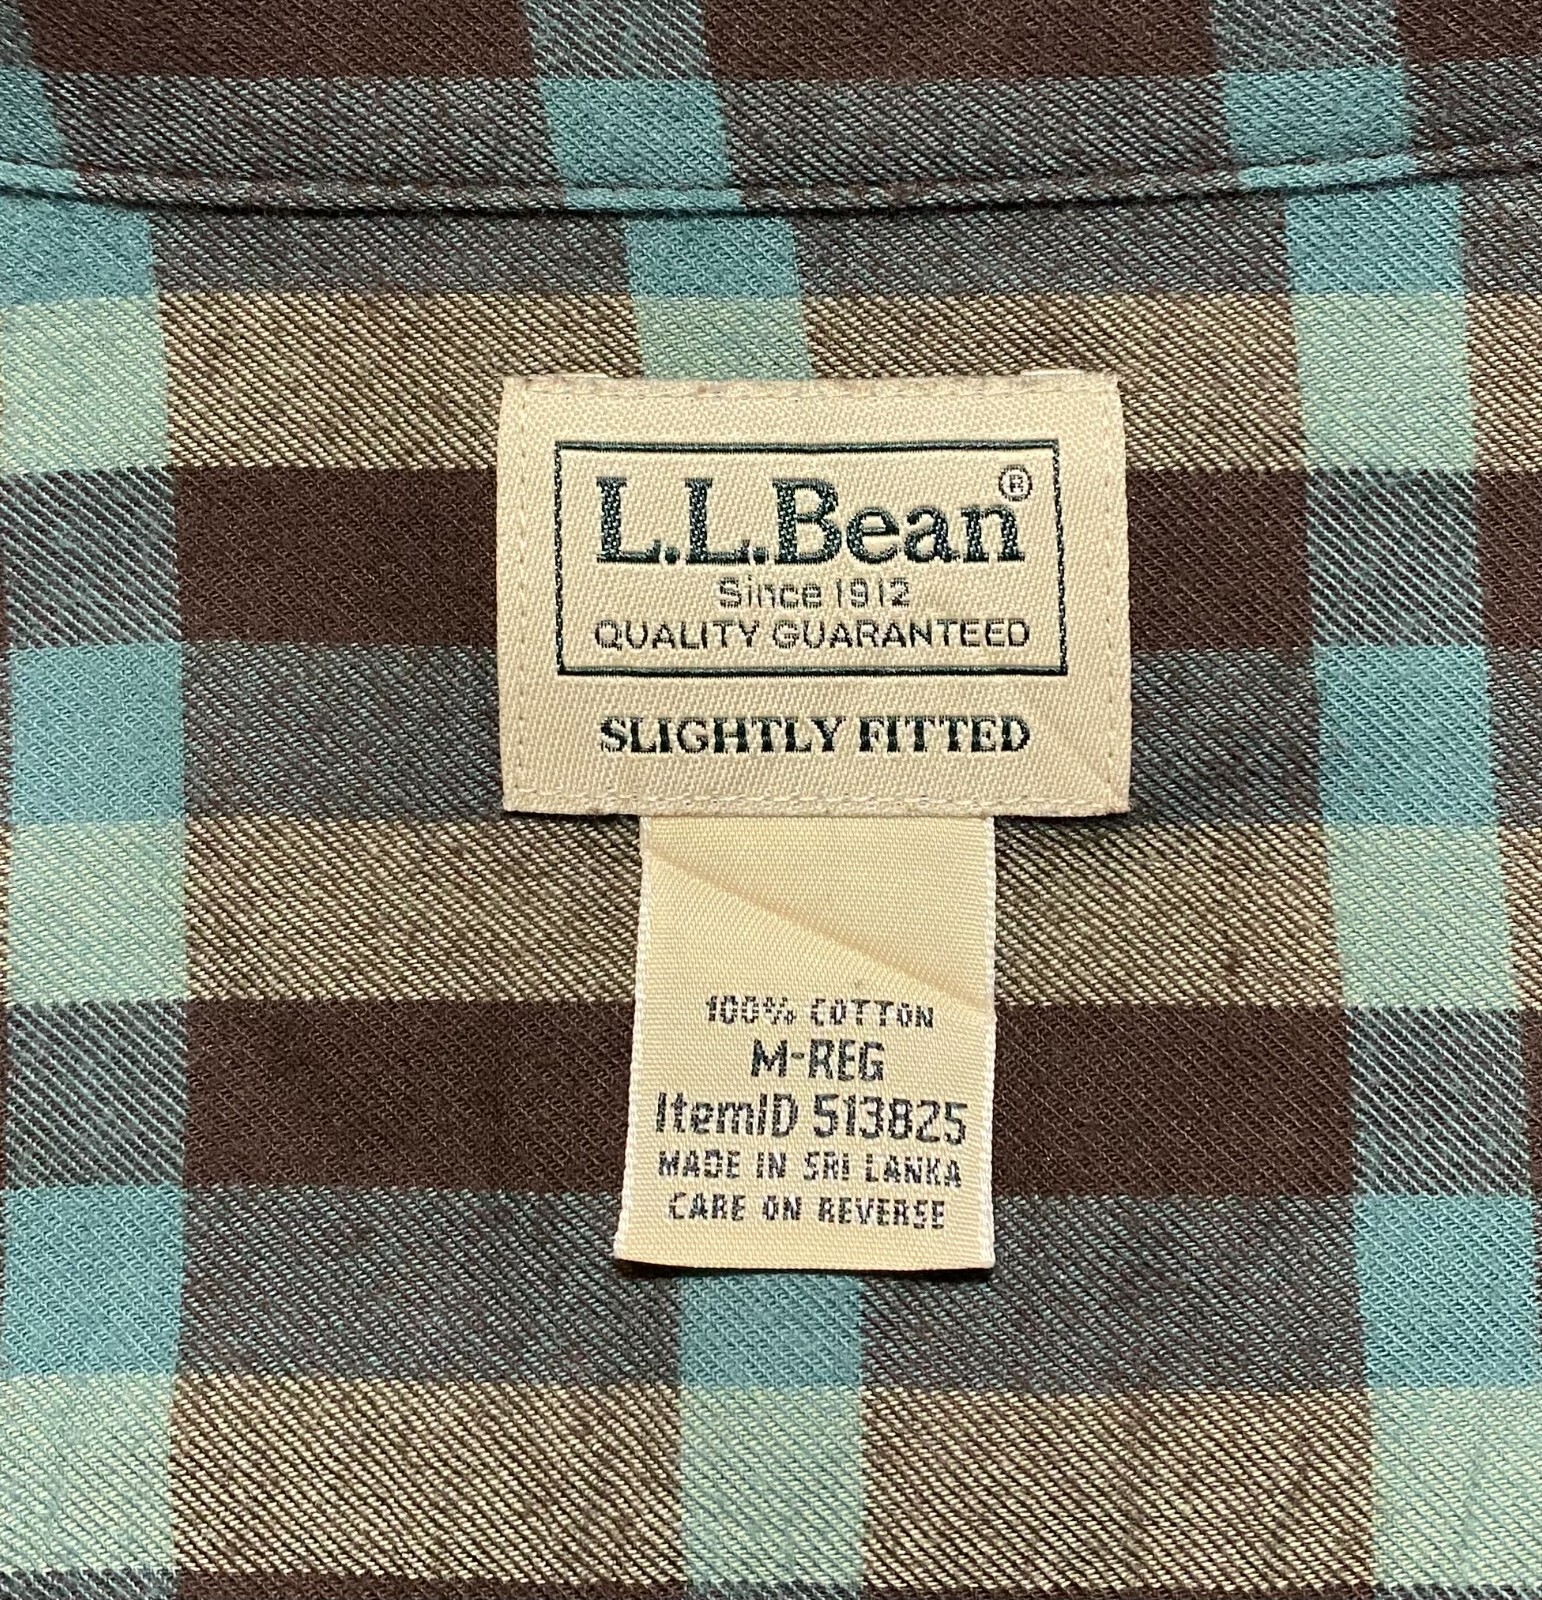 L.L.Bean®
Since 1912
QUALITY GUARANTEED
SLIGHTLY FITTED
100% COTTON
M-REG
ItemID 513825
MADE IN SRI LANKA
CARE ON REVERSE